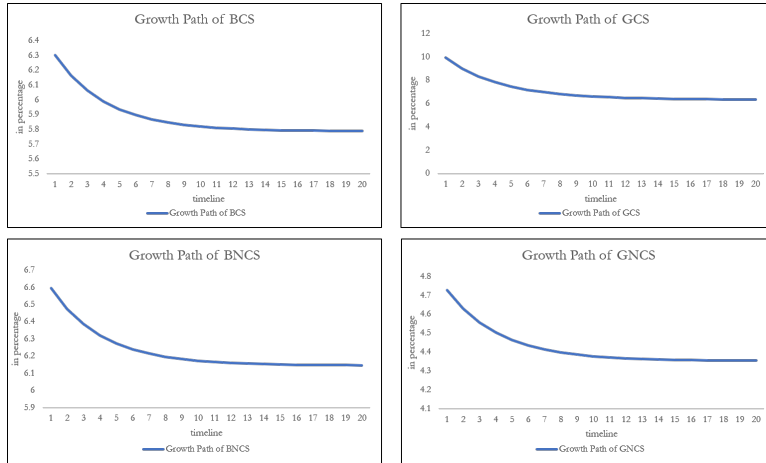 Growth Path of BCS
in percentage
6.4
6.3
6.2
6.1
6
5.9
5.8
5.7
5.6
5.5
1 2 3 4 5 6 7 8 9 10 11 12 13 14 15 16 17 18 19 20
timeline
Growth Path of BCS
Growth Path of GCS
in percentage
12
10
8
6
4
2
0
1 2 3 4 5 6 7 8 9 10 11 12 13 14 15 16 17 18 19 20
timeline
Growth Path of GCS
Growth Path of BNCS
in percentage
6.7
6.6
6.5
6.4
6.3
6.2
6.1
6
5.9
1 2 3 4 5 6 7 8 9 10 11 12 13 14 15 16 17 18 19 20
timeline
Growth Path of BNCS
Growth Path of GNCS
in percentage
4.8
4.7
4.6
4.5
4.4
4.3
4.2
4.1
1 2 3 4 5 6 7 8 9 10 11 12 13 14 15 16 17 18 19 20
timeline
Growth Path of GNCS